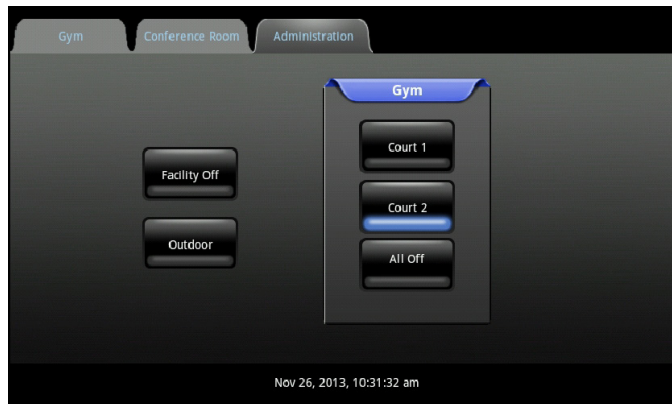 Gym
Conference Room
Administration
Gym
Court 1
Facility Off
Court 2
Outdoor
All Off
Nov 26, 2013, 10:31:32 am